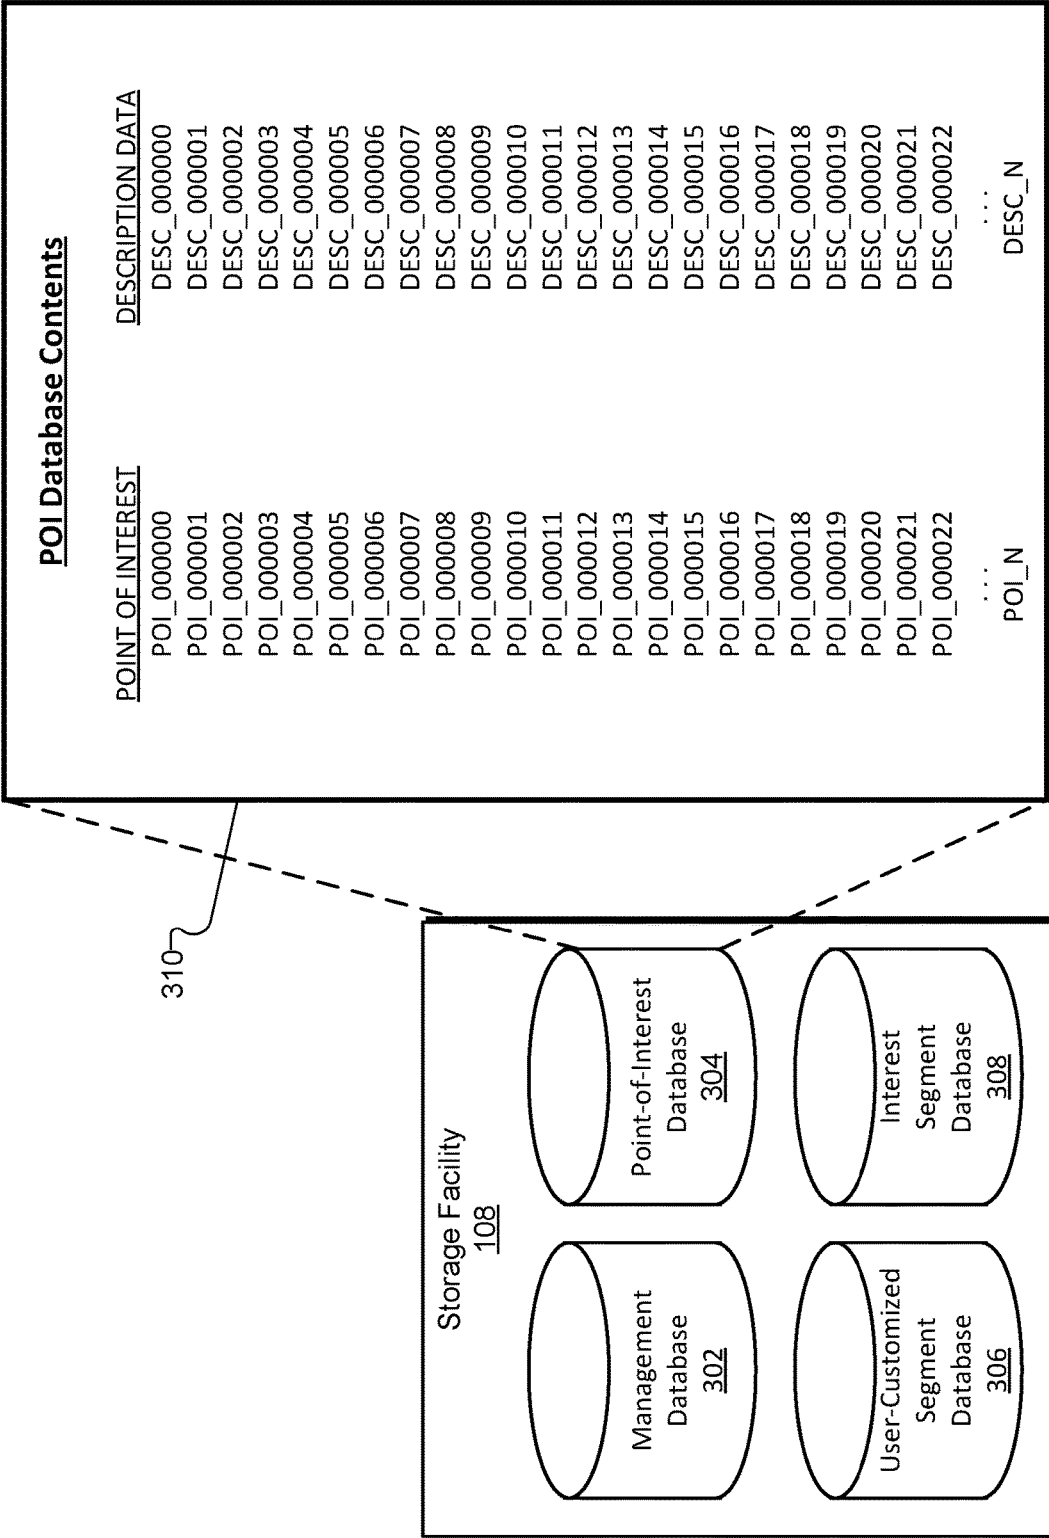 310
POI Database Contents
POINT OF INTEREST DESCRIPTION DATA
POI_000000 DESC_000000
POI_000001 DESC_000001
POI_000002 DESC_000002
POI_000003 DESC_000003
POI_000004 DESC_000004
POI_000005 DESC_000005
POI_000006 DESC_000006
POI_000007 DESC_000007
POI_000008 DESC_000008
POI_000009 DESC_000009
POI_000010 DESC_000010
POI_000011 DESC_000011
POI_000012 DESC_000012
POI_000013 DESC_000013
POI_000014 DESC_000014
POI_000015 DESC_000015
POI_000016 DESC_000016
POI_000017 DESC_000017
POI_000018 DESC_000018
POI_000019 DESC_000019
POI_000020 DESC_000020
POI_000021 DESC_000021
POI_000022 DESC_000022
... ...
POI_N DESC_N
Storage Facility
108
Management
Database
302
Point-of-Interest
Database
304
User-Customized
Segment
Database
306
Interest
Segment
Database
308